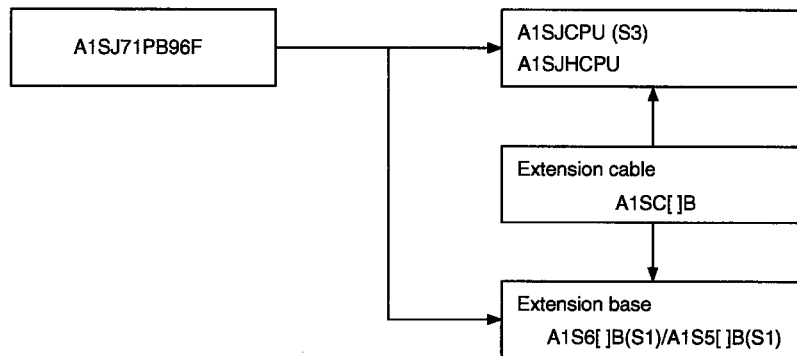 A1SJ71PB96F
A1SJCPU (S3)
A1SJHCPU
Extension cable
A1SC[ ]B
Extension base
A1S6[ ]B(S1)/A1S5[ ]B(S1)